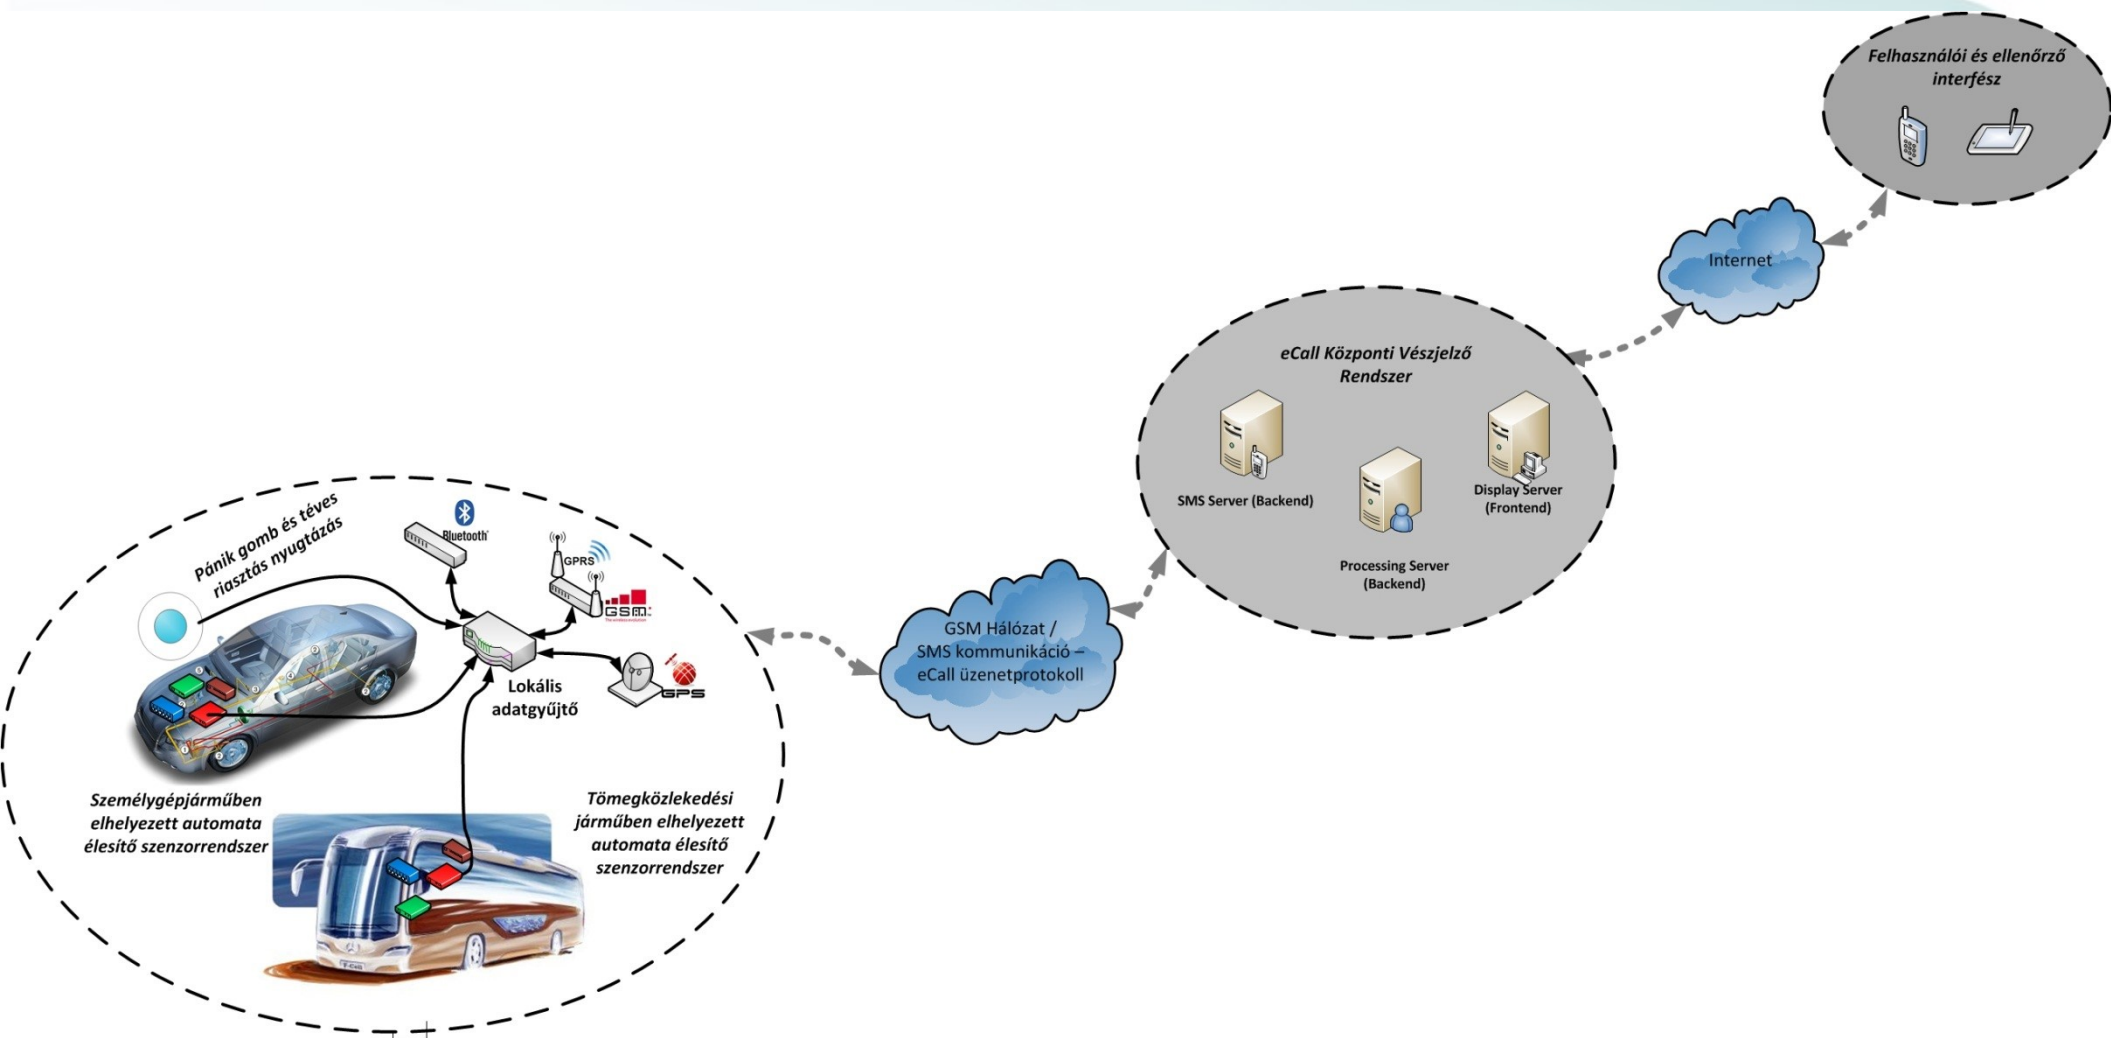 Felhasználói és ellenőrző
interfész
Internet
eCall Központi Vészjelző
Rendszer
SMS Server (Backend)
Display Server
(Frontend)
Processing Server
(Backend)
GSM Hálózat /
SMS kommunikáció –
eCall üzenetprotokoll
Pánik gomb és téves
riasztás nyugtázás
Bluetooth
GPRS
GSM
GPS
Lokális
adatgyűjtő
Személygépjárműben
elhelyezett automata
élesítő szenzorrendszer
Tömegközlekedési
járműben elhelyezett
automata élesítő
szenzorrendszer